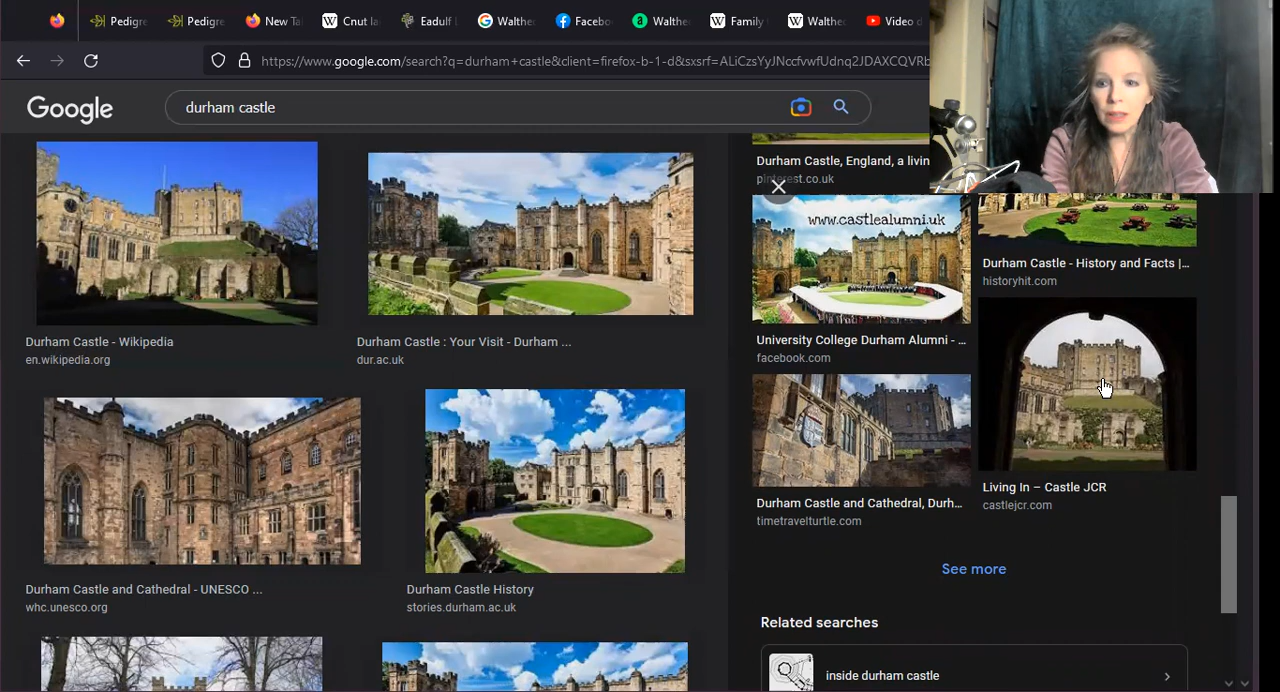 Pedigre
Pedigre
New Ta
Cnut la
Eadulf
Walthe
Facebo
Walthe
Family
Walthe
Video d
https://www.google.com/search?q=durham+castle&client=firefox-b-1-d&sxsrf=
Google
durham castle
Durham Castle - Wikipedia
en.wikipedia.org
Durham Castle : Your Visit - Durham ...
dur.ac.uk
Durham Castle and Cathedral - UNESCO ...
whc.unesco.org
Durham Castle History
stories.durham.ac.uk
Durham Castle, England, a livin
pinterest.co.uk
www.castlealumni.uk
University College Durham Alumni - ...
facebook.com
Durham Castle - History and Facts |...
historyhit.com
Durham Castle and Cathedral, Durh...
timetravelturtle.com
Living In – Castle JCR
castlejcr.com
See more
Related searches
inside durham castle